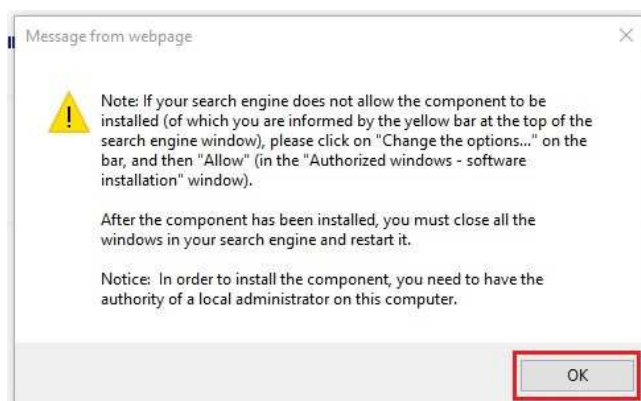 Message from webpage
Note: If your search engine does not allow the component to be
installed (of which you are informed by the yellow bar at the top of the
search engine window), please click on "Change the options..." on the
bar, and then "Allow" (in the "Authorized windows - software
installation" window).
After the component has been installed, you must close all the
windows in your search engine and restart it.
Notice:  In order to install the component, you need to have the
authority of a local administrator on this computer.
OK